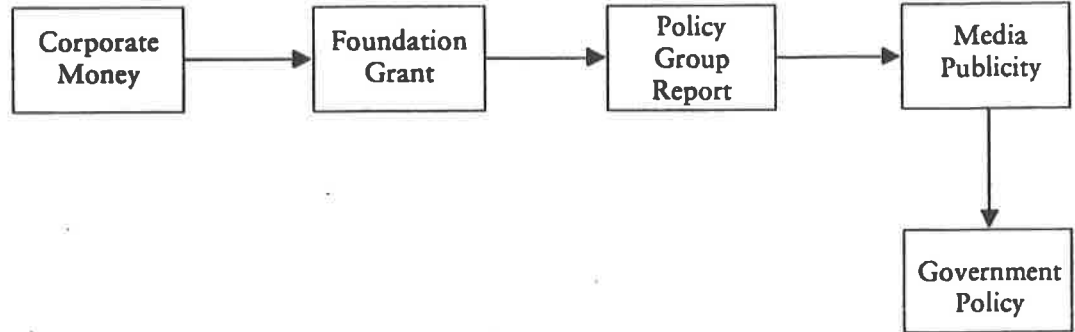 Corporate
Money
Foundation
Grant
Policy
Group
Report
Media
Publicity
Government
Policy